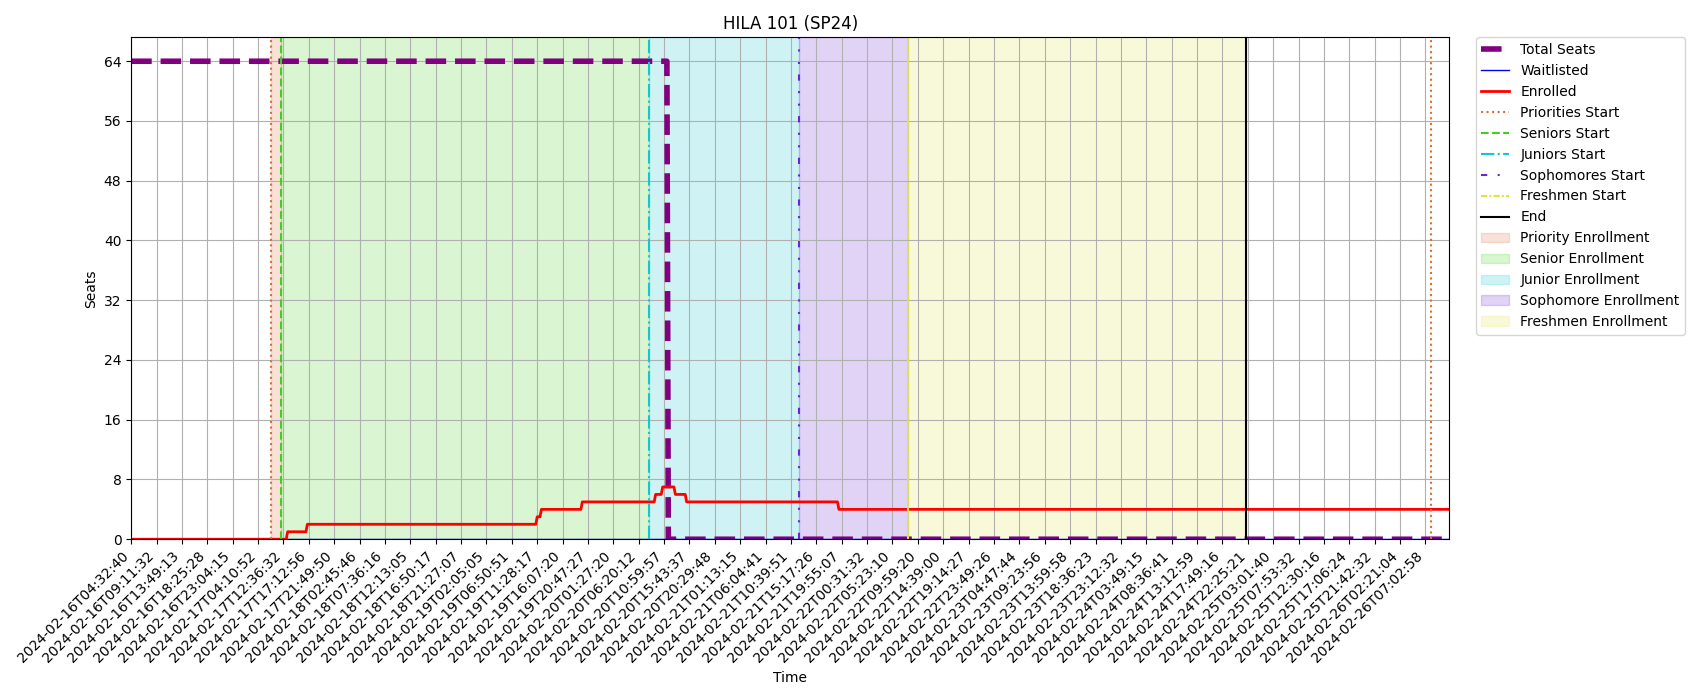 HILA 101 (SP24)
Seats
64
56
48
40
32
24
16
8
0
2024-02-16T04:32:40
2024-02-16T09:11:32
2024-02-16T13:49:13
2024-02-16T18:25:28
2024-02-16T23:04:15
2024-02-17T04:10:52
2024-02-17T12:36:32
2024-02-17T17:12:56
2024-02-17T21:49:50
2024-02-18T02:45:46
2024-02-18T07:36:16
2024-02-18T12:13:05
2024-02-18T16:50:17
2024-02-18T21:27:07
2024-02-19T02:05:05
2024-02-19T06:50:51
2024-02-19T11:28:17
2024-02-19T16:07:20
2024-02-19T20:47:27
2024-02-20T01:27:20
2024-02-20T06:20:12
2024-02-20T10:59:57
2024-02-20T15:43:37
2024-02-20T20:29:48
2024-02-21T01:13:15
2024-02-21T06:04:41
2024-02-21T10:39:51
2024-02-21T15:17:26
2024-02-21T19:55:07
2024-02-22T00:31:32
2024-02-22T05:23:10
2024-02-22T09:59:20
2024-02-22T14:39:00
2024-02-22T19:14:27
2024-02-22T23:49:26
2024-02-23T04:47:44
2024-02-23T09:23:56
2024-02-23T13:59:58
2024-02-23T18:36:23
2024-02-23T23:12:32
2024-02-24T03:49:15
2024-02-24T08:36:41
2024-02-24T13:12:59
2024-02-24T17:49:16
2024-02-24T22:25:21
2024-02-25T03:01:40
2024-02-25T07:53:32
2024-02-25T12:30:16
2024-02-25T17:06:24
2024-02-25T21:42:32
2024-02-26T02:21:04
2024-02-26T07:02:58
Time
Total Seats
Waitlisted
Enrolled
Priorities Start
Seniors Start
Juniors Start
Sophomores Start
Freshmen Start
End
Priority Enrollment
Senior Enrollment
Junior Enrollment
Sophomore Enrollment
Freshmen Enrollment